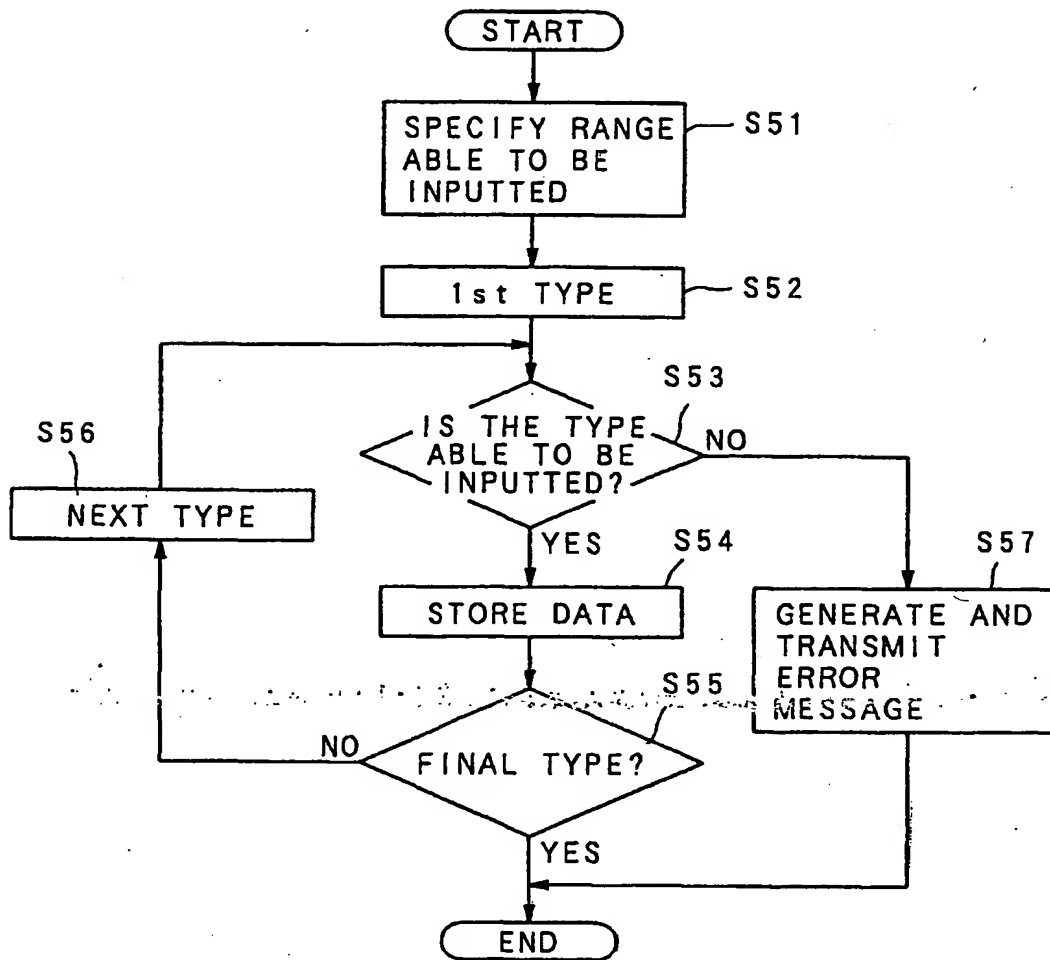 START
SPECIFY RANGE
ABLE TO BE
INPUTTED
S51
1st TYPE
S52
S53
IS THE TYPE
ABLE TO BE
INPUTTED?
NO
S56
NEXT TYPE
YES
S54
STORE DATA
S57
GENERATE AND
TRANSMIT
ERROR
MESSAGE
S55
NO
FINAL TYPE?
YES
END